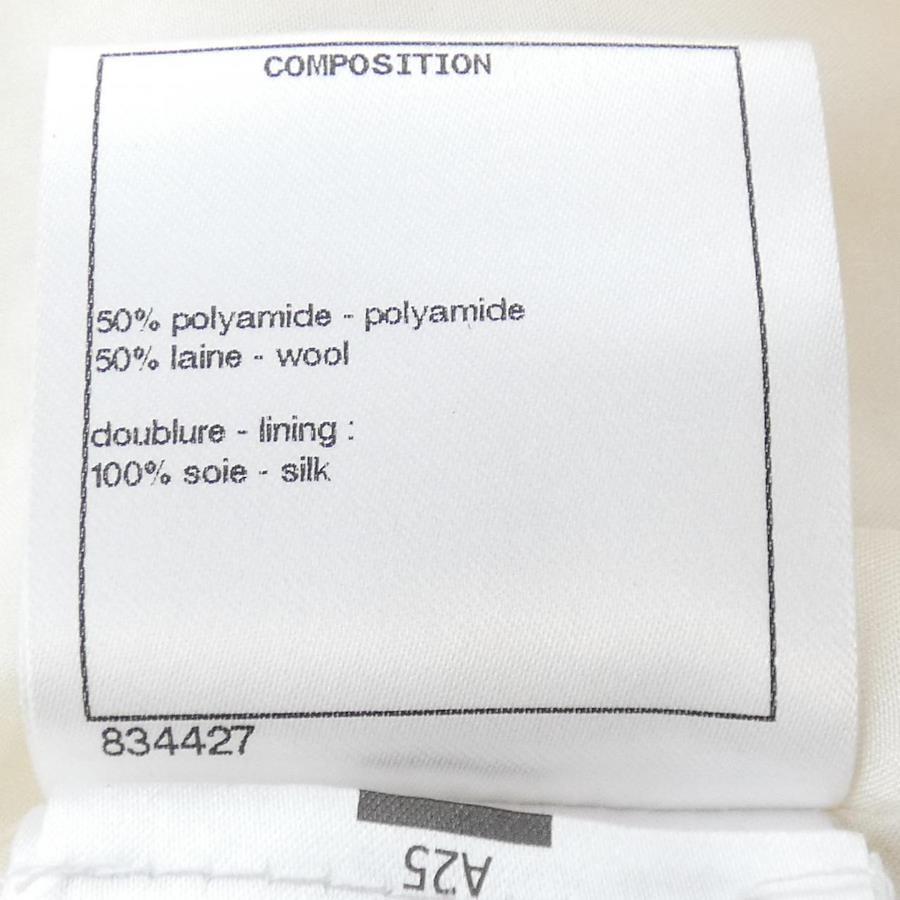 COMPOSITION
50% polyamide - polyamide
50% laine - wool
doublure - lining :
100% soie - silk
834427
A25